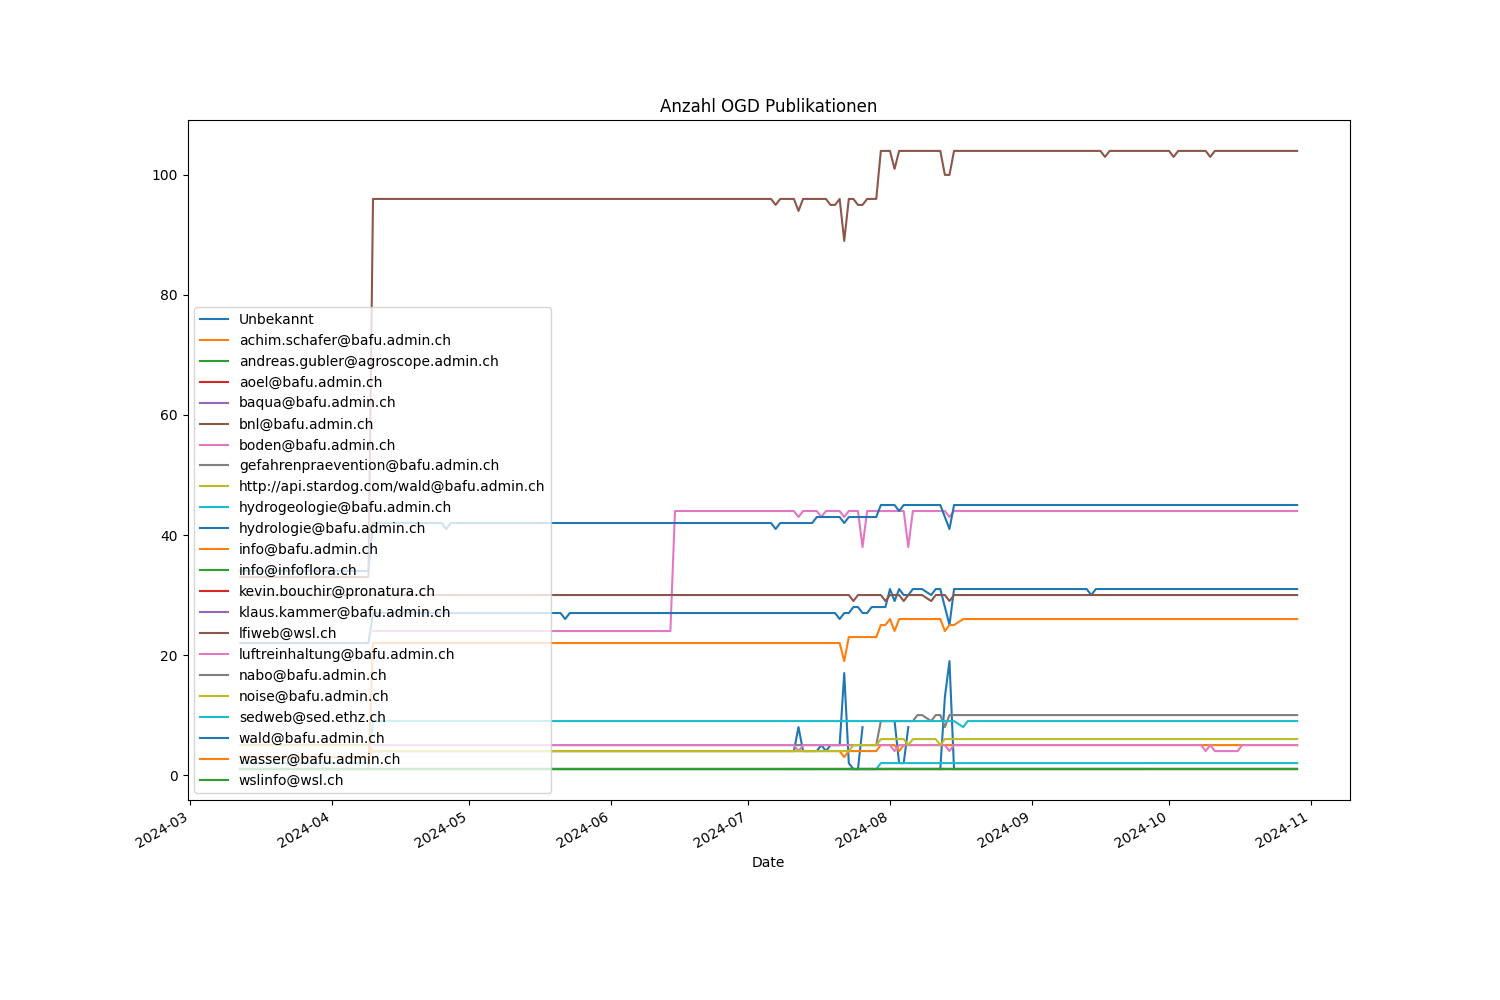 Anzahl OGD Publikationen
100
80
60
40
20
0
Unbekannt
achim.schafer@bafu.admin.ch
andreas.gubler@agroscope.admin.ch
aoel@bafu.admin.ch
baqua@bafu.admin.ch
bnl@bafu.admin.ch
boden@bafu.admin.ch
gefahrenpraevention@bafu.admin.ch
http://api.stardog.com/wald@bafu.admin.ch
hydrogeologie@bafu.admin.ch
hydrologie@bafu.admin.ch
info@bafu.admin.ch
info@infoflora.ch
kevin.bouchir@pronatura.ch
klaus.kammer@bafu.admin.ch
lfiweb@wsl.ch
luftreinhaltung@bafu.admin.ch
nabo@bafu.admin.ch
noise@bafu.admin.ch
sedweb@sed.ethz.ch
wald@bafu.admin.ch
wasser@bafu.admin.ch
wslinfo@wsl.ch
2024-03
2024-04
2024-05
2024-06
2024-07
2024-08
2024-09
2024-10
2024-11
Date